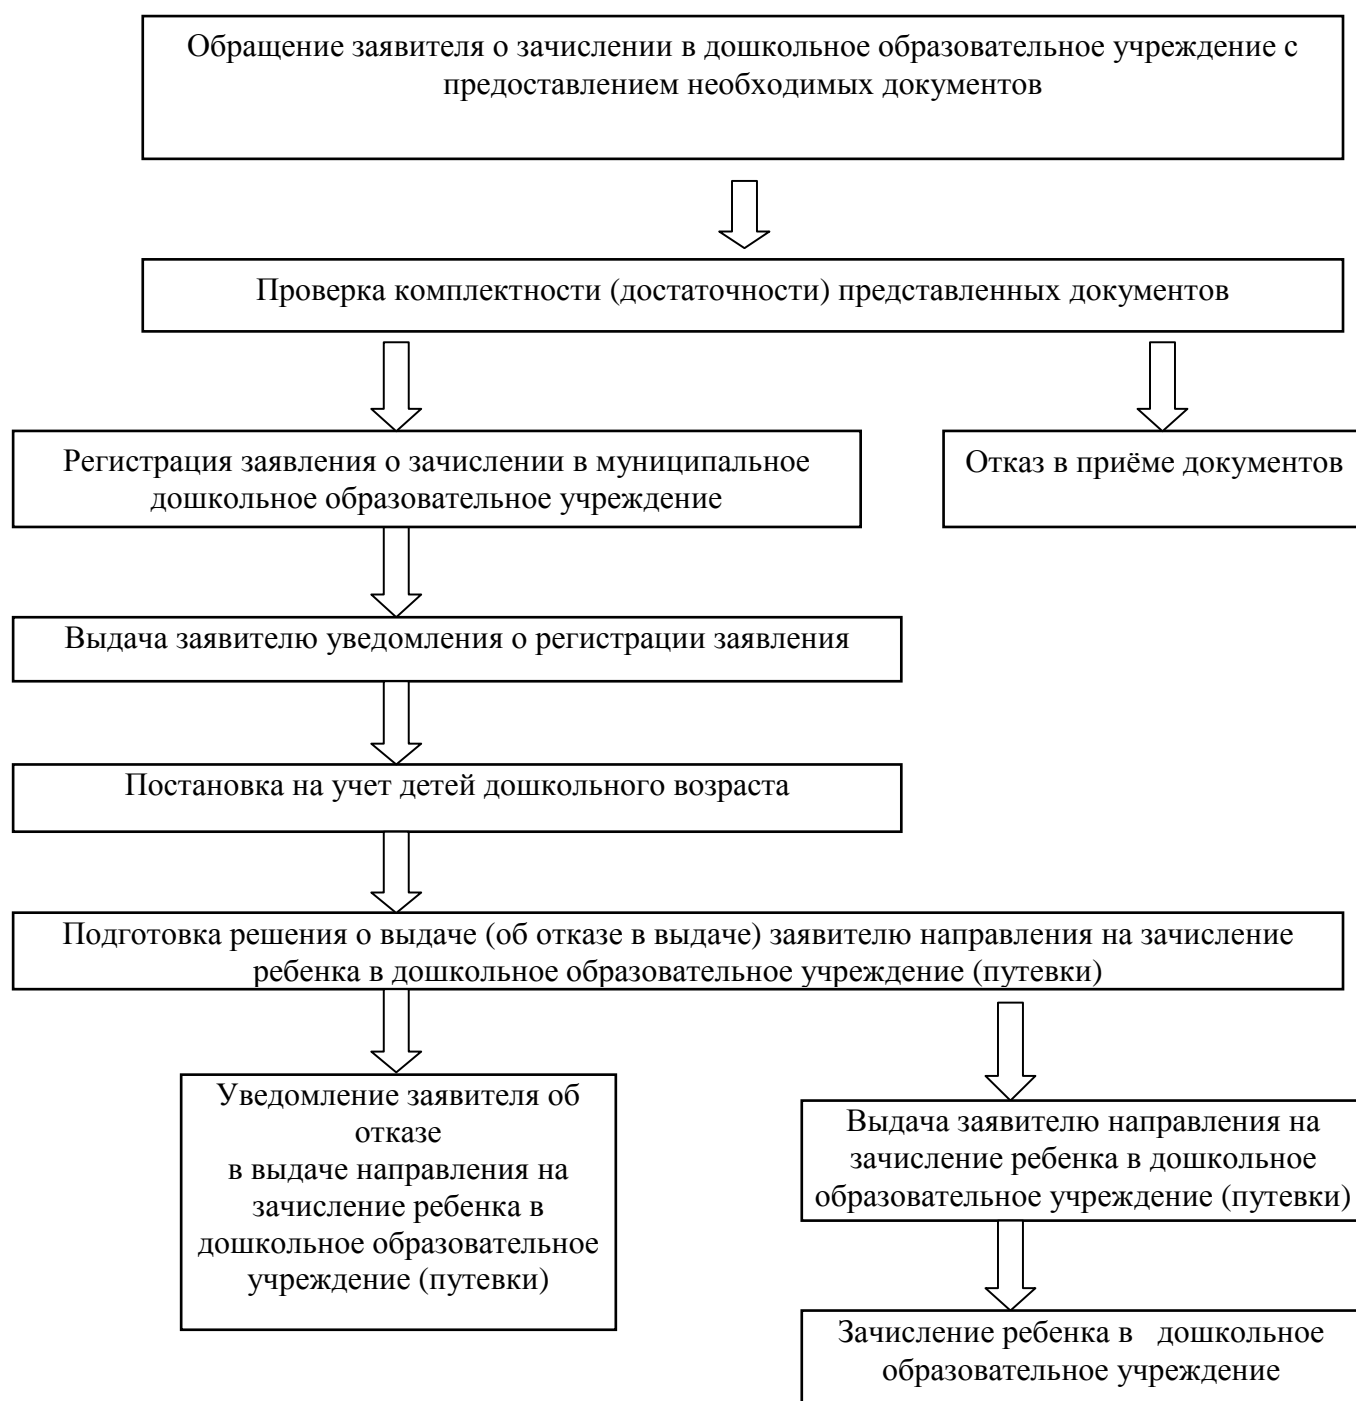 Обращение заявителя о зачислении в дошкольное образовательное учреждение с
предоставлением необходимых документов
Проверка комплектности (достаточности) представленных документов
Регистрация заявления о зачислении в муниципальное
дошкольное образовательное учреждение
Отказ в приёме документов
Выдача заявителю уведомления о регистрации заявления
Постановка на учет детей дошкольного возраста
Подготовка решения о выдаче (об отказе в выдаче) заявителю направления на зачисление
ребенка в дошкольное образовательное учреждение (путевки)
Уведомление заявителя об
отказе
в выдаче направления на
зачисление ребенка в
дошкольное образовательное
учреждение (путевки)
Выдача заявителю направления на
зачисление ребенка в дошкольное
образовательное учреждение (путевки)
Зачисление ребенка в дошкольное
образовательное учреждение